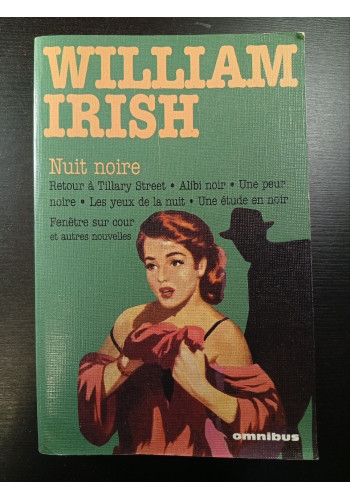 WILLIAM
IRISH
Nuit noire
Retour à Tillary Street • Alibi noir • Une peur
noire • Les yeux de la nuit • Une étude en noir
Fenêtre sur cour
et autres nouvelles
omnibus